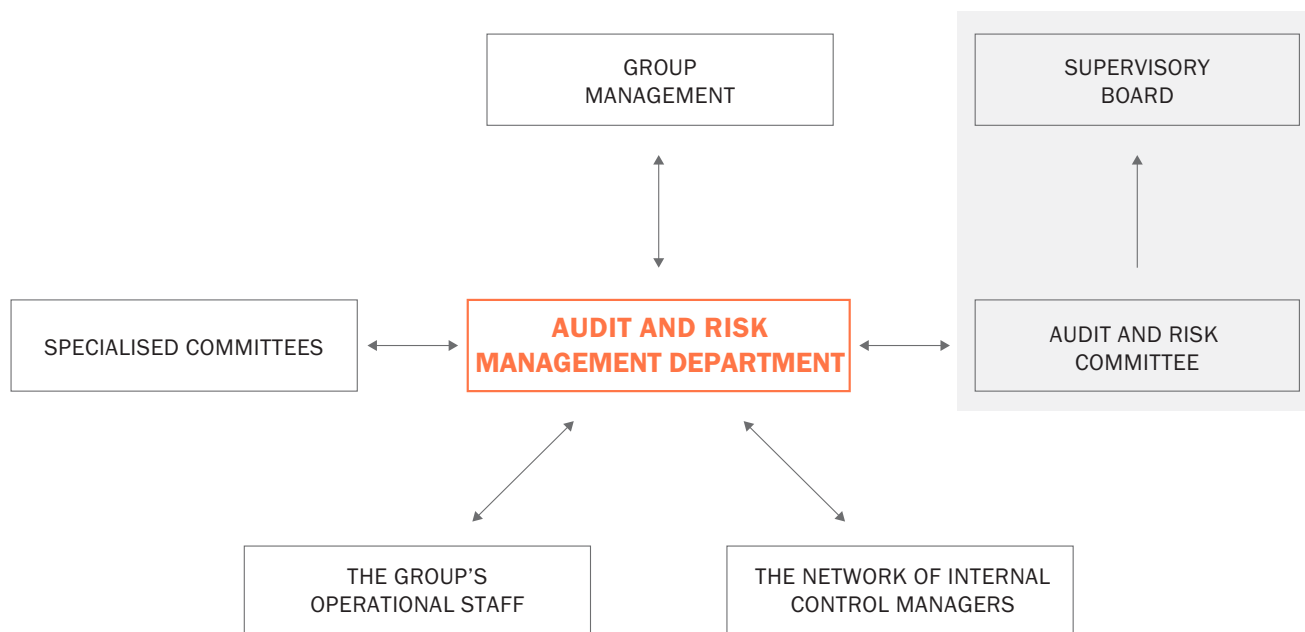 GROUP
MANAGEMENT
SUPERVISORY
BOARD
SPECIALISED COMMITTEES
AUDIT AND RISK
MANAGEMENT DEPARTMENT
AUDIT AND RISK
COMMITTEE
THE GROUP’S
OPERATIONAL STAFF
THE NETWORK OF INTERNAL
CONTROL MANAGERS